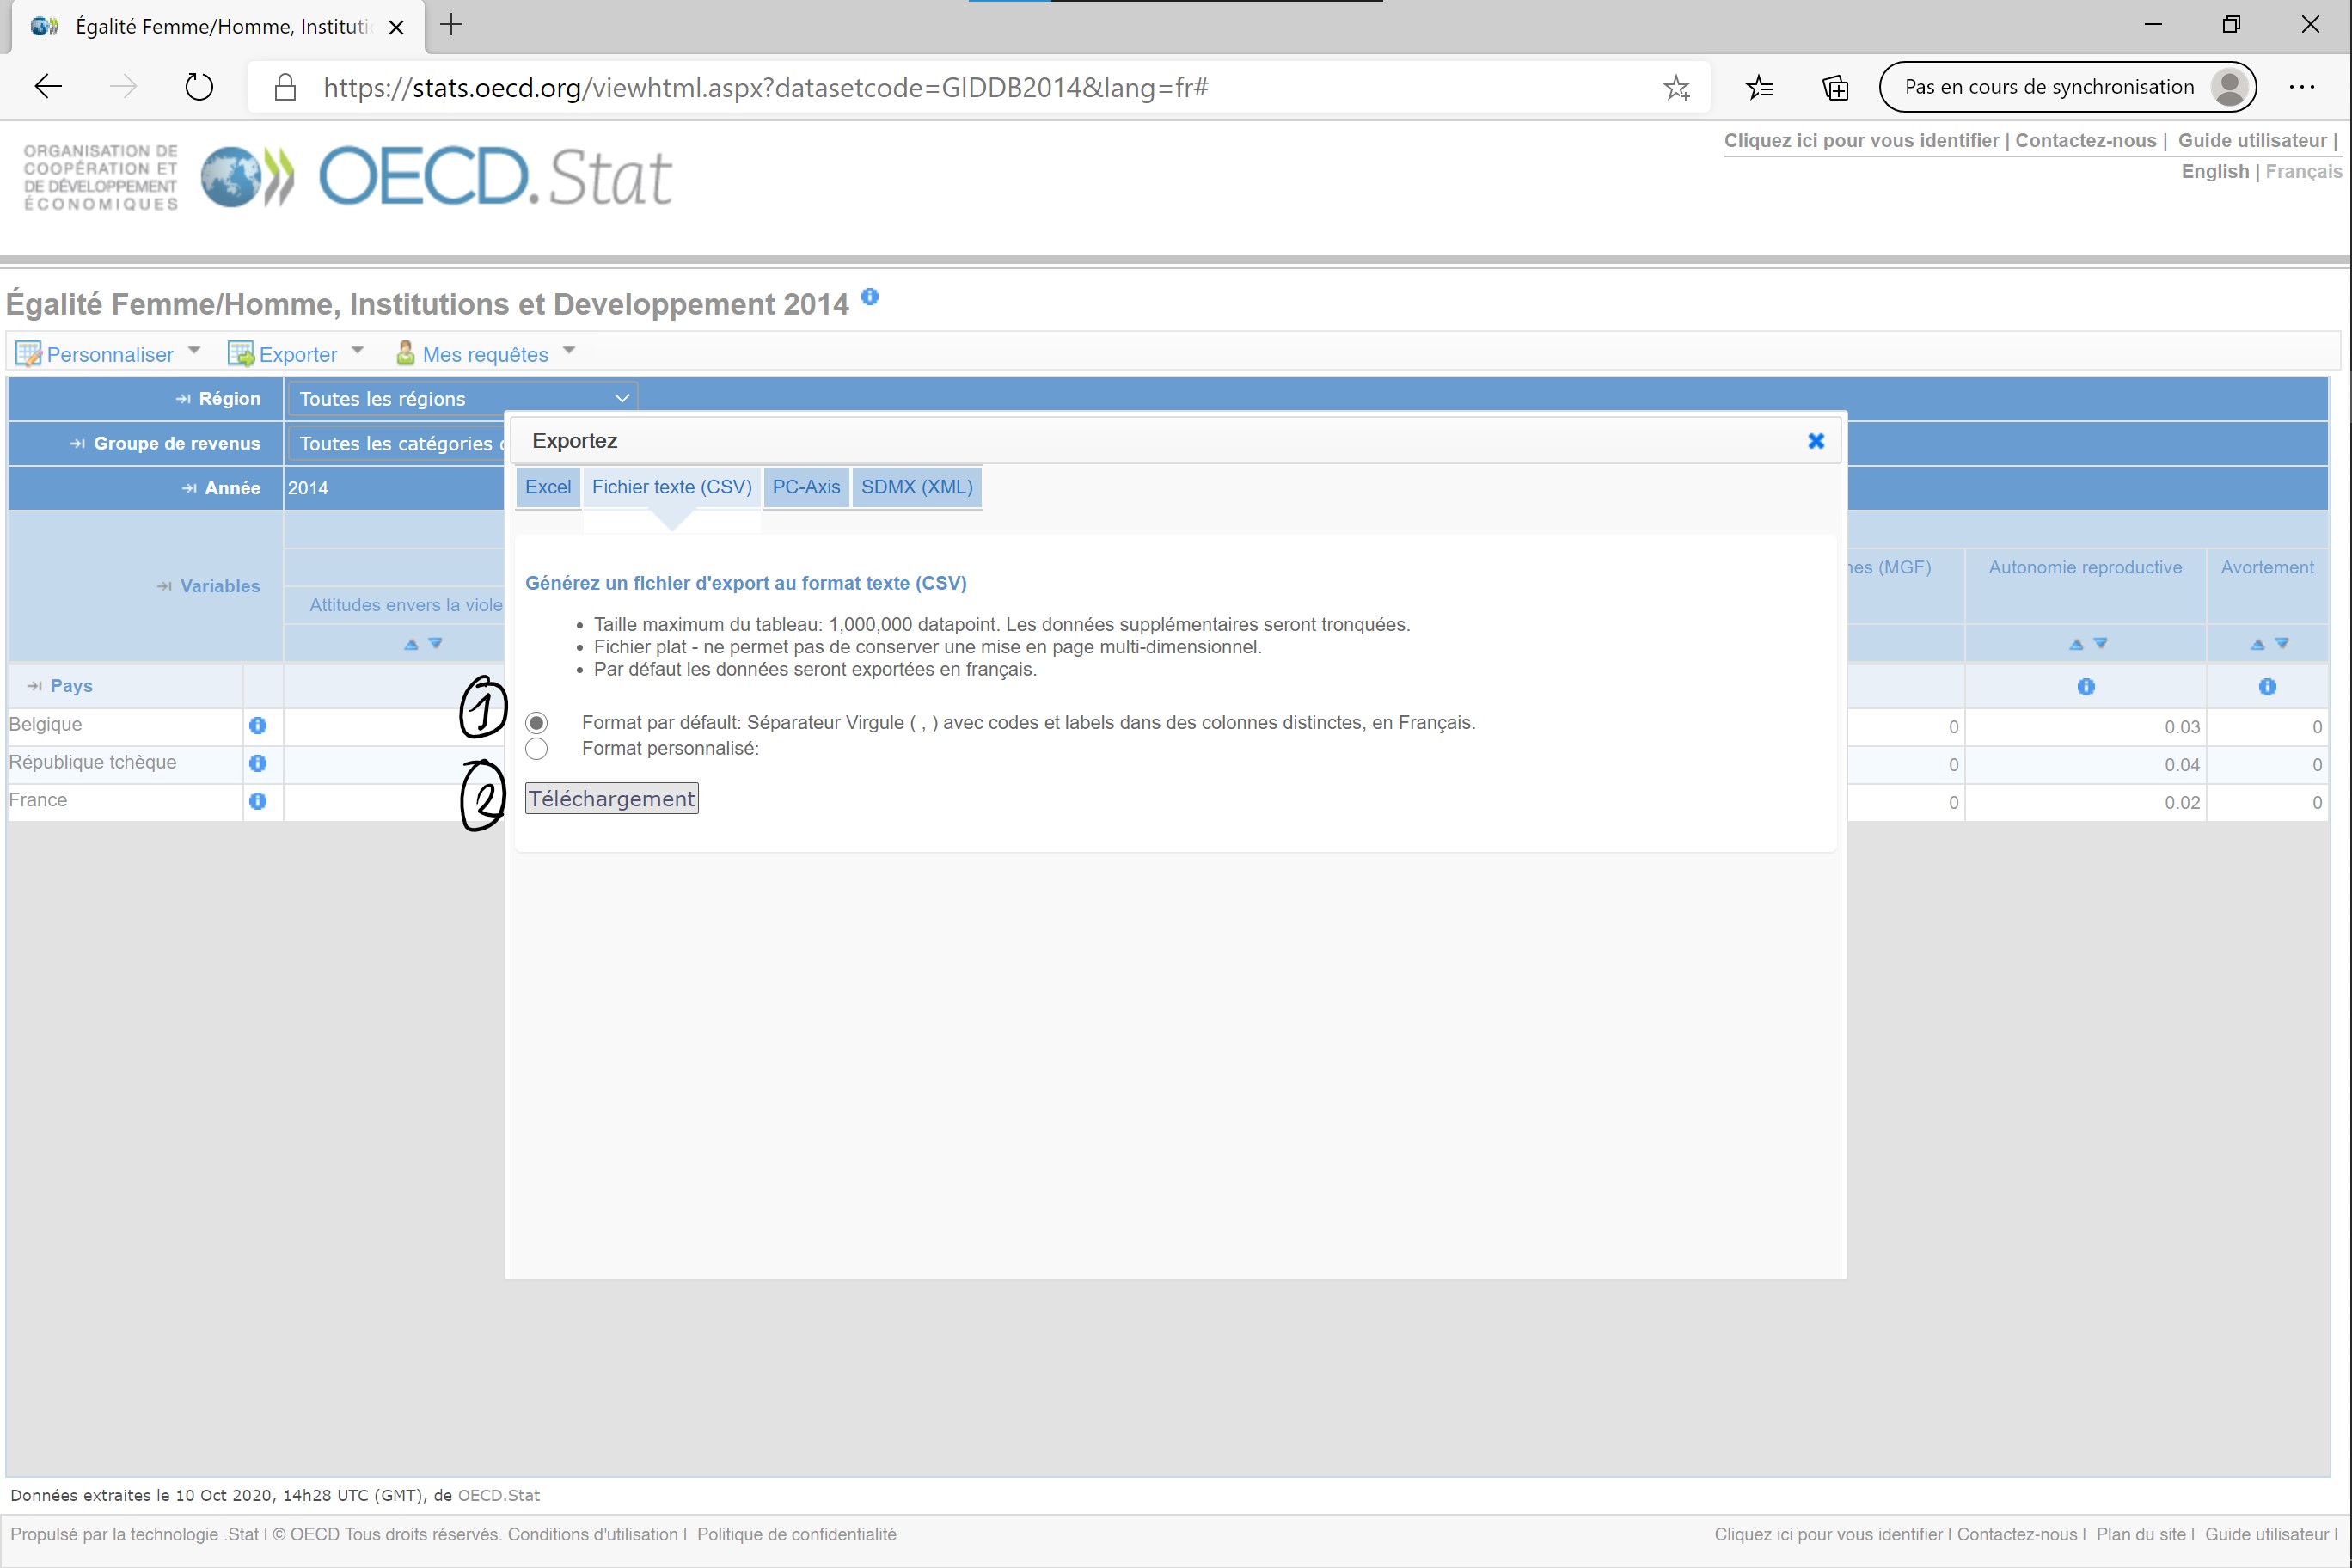 Égalité Femme/Homme, Instituti
https://stats.oecd.org/viewhtml.aspx?datasetcode=GIDDB2014&lang=fr#
Pas en cours de synchronisation
ORGANISATION DE
COOPÉRATION ET
DE DÉVELOPPEMENT
ÉCONOMIQUES
OECD.Stat
Cliquez ici pour vous identifier | Contactez-nous | Guide utilisateur |
English | Français
Égalité Femme/Homme, Institutions et Developpement 2014
Personnaliser Exporter Mes requêtes
Région Toutes les régions
Groupe de revenus Toutes les catégories
Année 2014
Exportez
Excel Fichier texte (CSV) PC-Axis SDMX (XML)
Variables
Attitudes envers la viole
nes (MGF) Autonomie reproductive Avortement
Générez un fichier d'export au format texte (CSV)
• Taille maximum du tableau: 1,000,000 datapoint. Les données supplémentaires seront tronquées.
• Fichier plat - ne permet pas de conserver une mise en page multi-dimensionnel.
• Par défaut les données seront exportées en français.
1 Format par défaut: Séparateur Virgule ( , ) avec codes et labels dans des colonnes distinctes, en Français.
Format personnalisé:
2 Téléchargement
Pays
Belgique 0 0.03 0
République tchèque 0 0.04 0
France 0 0.02 0
Données extraites le 10 Oct 2020, 14h28 UTC (GMT), de OECD.Stat
Propulsé par la technologie .Stat | © OECD Tous droits réservés. Conditions d'utilisation | Politique de confidentialité
Cliquez ici pour vous identifier | Contactez-nous | Plan du site | Guide utilisateur |